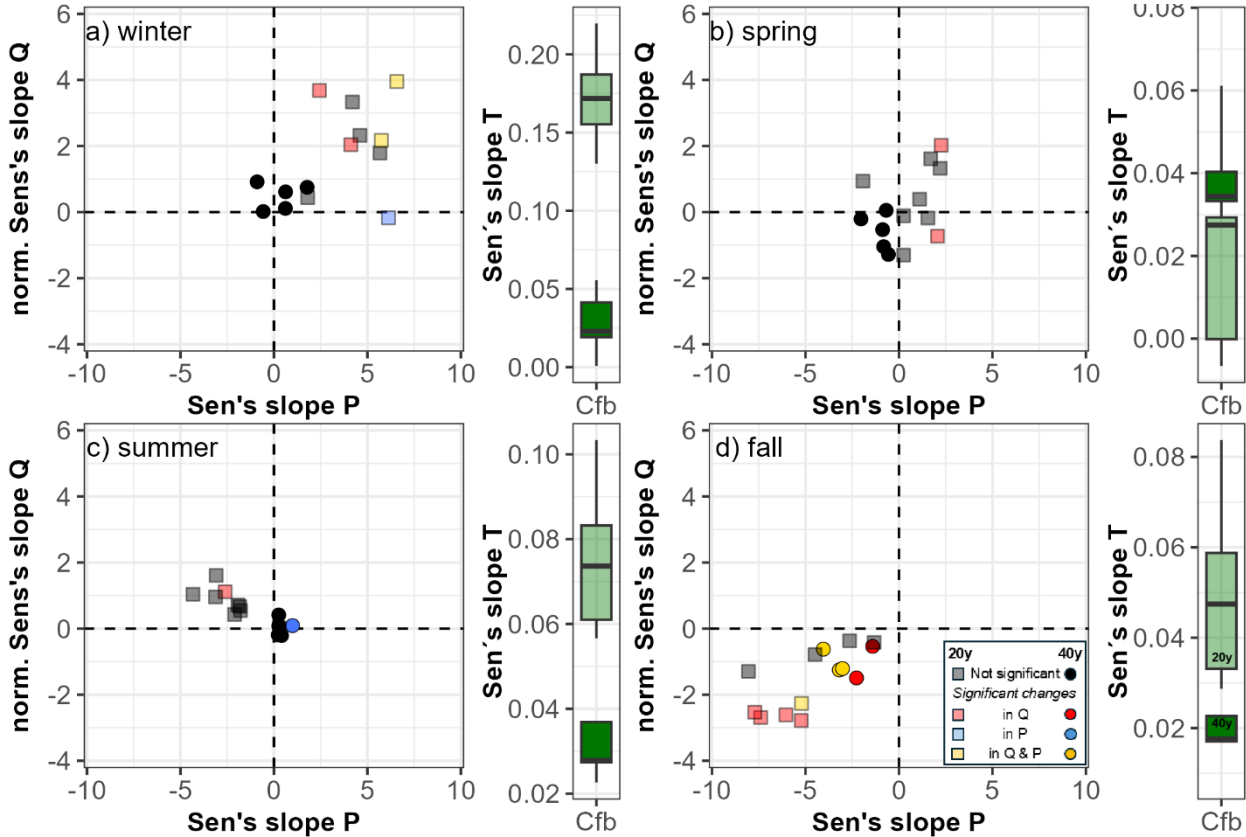 a) winter
norm. Sens's slope Q
6
4
2
0
-2
-4
-10
-5
0
5
10
Sen's slope P
Sen´s slope T
0.20
0.15
0.10
0.05
0.00
Cfb
b) spring
norm. Sens's slope Q
6
4
2
0
-2
-4
-10
-5
0
5
10
Sen's slope P
Sen´s slope T
0.08
0.06
0.04
0.02
0.00
Cfb
c) summer
norm. Sens's slope Q
6
4
2
0
-2
-4
-10
-5
0
5
10
Sen's slope P
Sen´s slope T
0.10
0.08
0.06
0.04
0.02
Cfb
d) fall
norm. Sens's slope Q
6
4
2
0
-2
-4
-10
-5
0
5
10
Sen's slope P
20y 40y
Not significant
Significant changes
in Q
in P
in Q & P
Sen´s slope T
0.08
0.06
0.04
0.02
20y
40y
Cfb